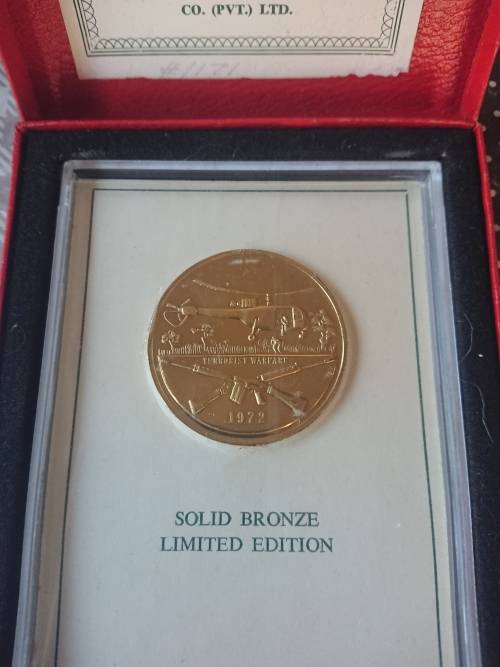 CO. (PVT.) LTD.
TERRORIST WARFARE
1972
SOLID BRONZE
LIMITED EDITION